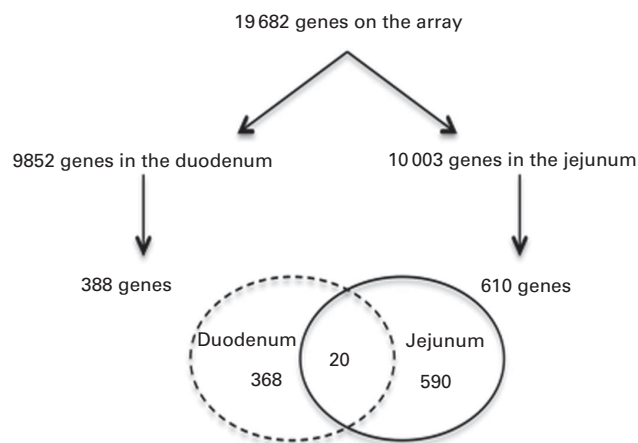 19 682 genes on the array
9852 genes in the duodenum
10 003 genes in the jejunum
388 genes
610 genes
Duodenum
Jejunum
20
368
590